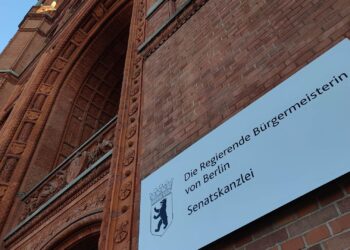 Die Regierende Bürgermeisterin
von Berlin
Senatskanzlei